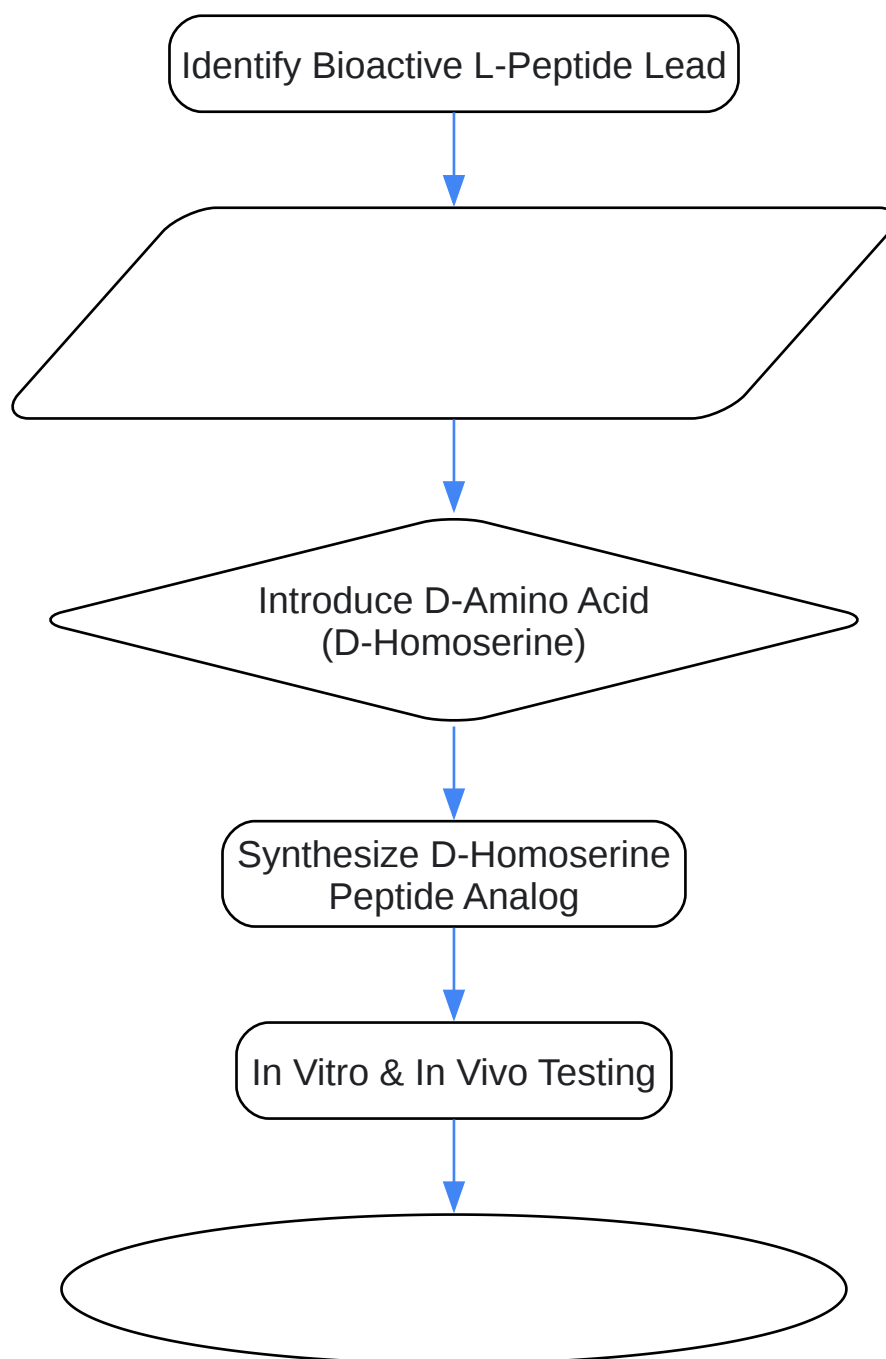 Identify Bioactive L-Peptide Lead
Introduce D-Amino Acid
(D-Homoserine)
Synthesize D-Homoserine
Peptide Analog
In Vitro & In Vivo Testing